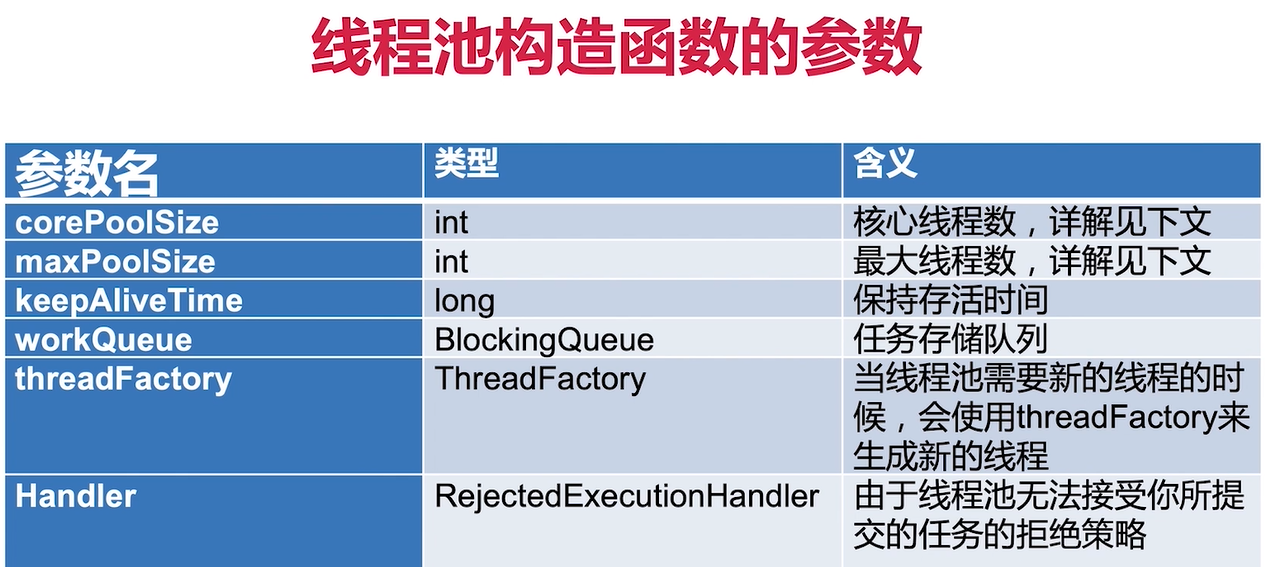 线程池构造函数的参数
参数名 类型 含义
corePoolSize int 核心线程数，详解见下文
maxPoolSize int 最大线程数，详解见下文
keepAliveTime long 保持存活时间
workQueue BlockingQueue 任务存储队列
threadFactory ThreadFactory 当线程池需要新的线程的时
候，会使用threadFactory来
生成新的线程
Handler RejectedExecutionHandler 由于线程池无法接受你所提
交的任务的拒绝策略